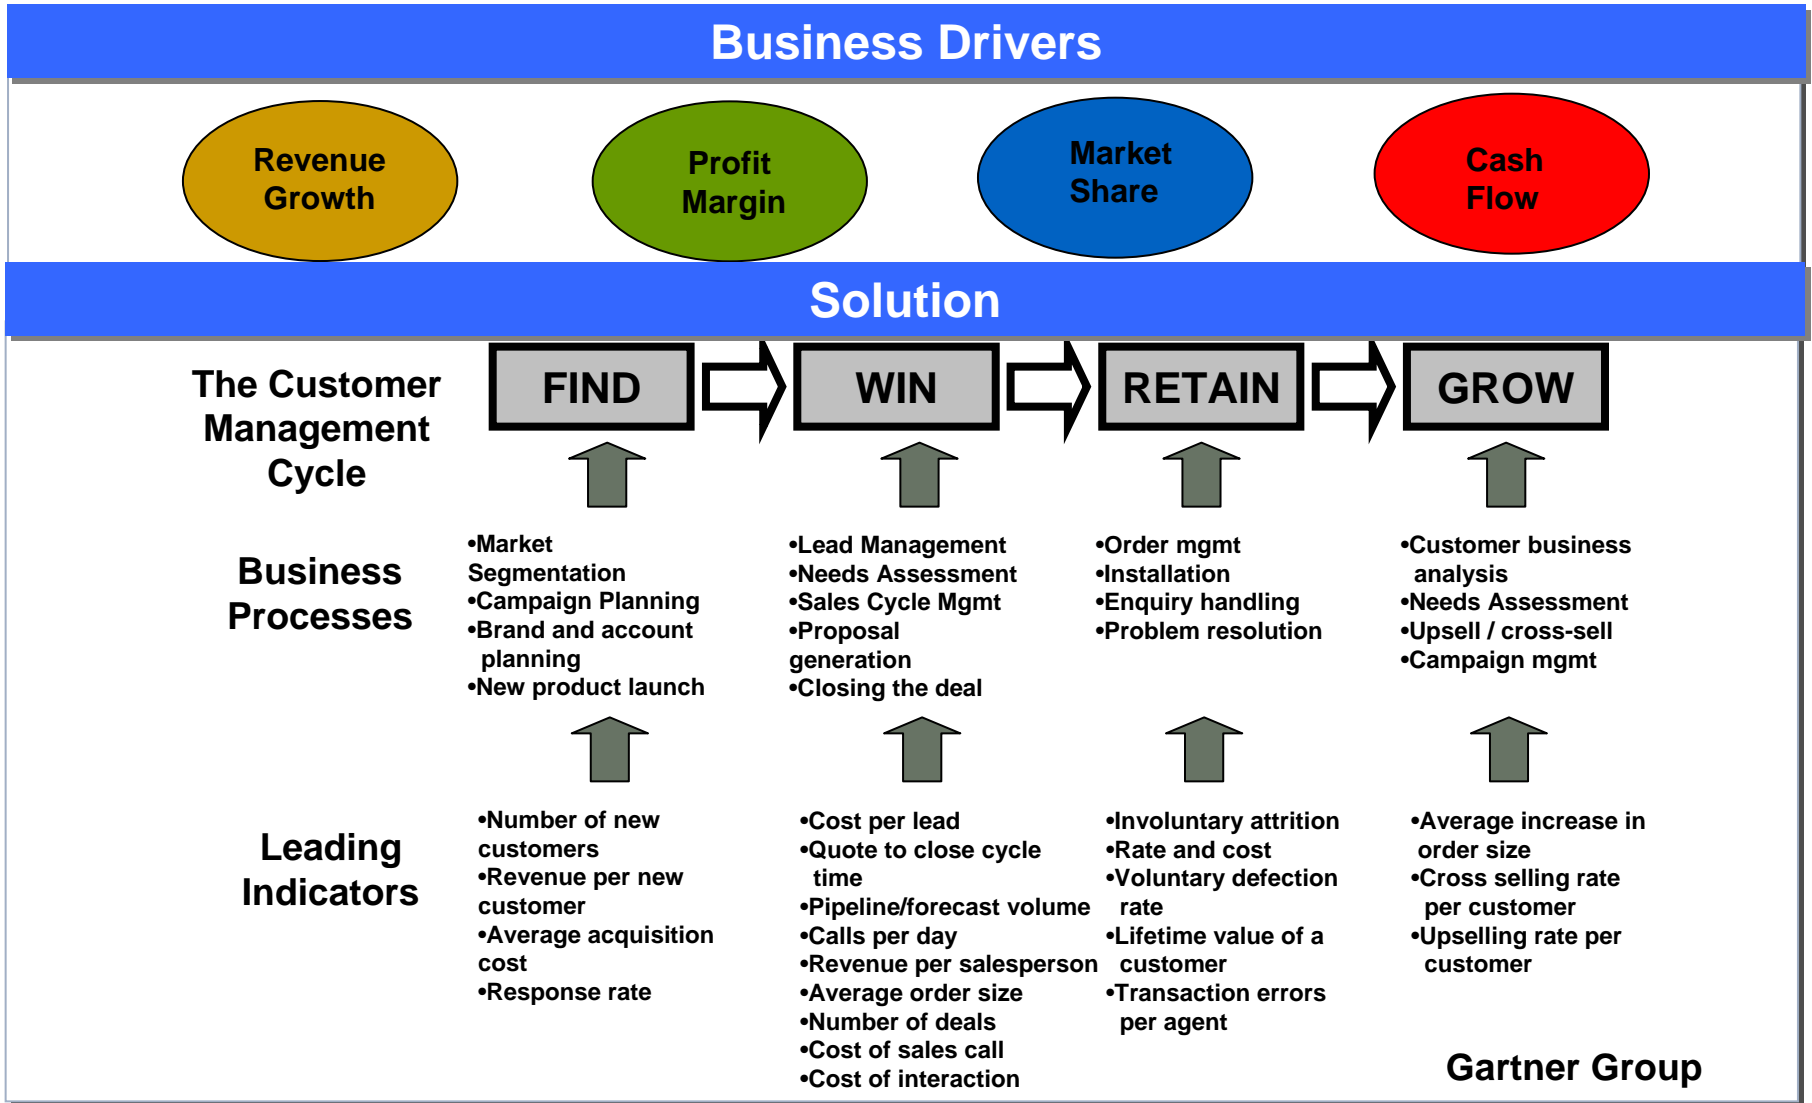 Business Drivers
Revenue
Growth
Profit
Margin
Market
Share
Cash
Flow
Solution
The Customer
Management
Cycle
FIND
WIN
RETAIN
GROW
Business
Processes
•Market
Segmentation
•Campaign Planning
•Brand and account
planning
•New product launch
•Lead Management
•Needs Assessment
•Sales Cycle Mgmt
•Proposal
generation
•Closing the deal
•Order mgmt
•Installation
•Enquiry handling
•Problem resolution
•Customer business
analysis
•Needs Assessment
•Upsell / cross-sell
•Campaign mgmt
Leading
Indicators
•Number of new
customers
•Revenue per new
customer
•Average acquisition
cost
•Response rate
•Cost per lead
•Quote to close cycle
time
•Pipeline/forecast volume
•Calls per day
•Revenue per salesperson
•Average order size
•Number of deals
•Cost of sales call
•Cost of interaction
•Involuntary attrition
•Rate and cost
•Voluntary defection
rate
•Lifetime value of a
customer
•Transaction errors
per agent
•Average increase in
order size
•Cross selling rate
per customer
•Upselling rate per
customer
Gartner Group